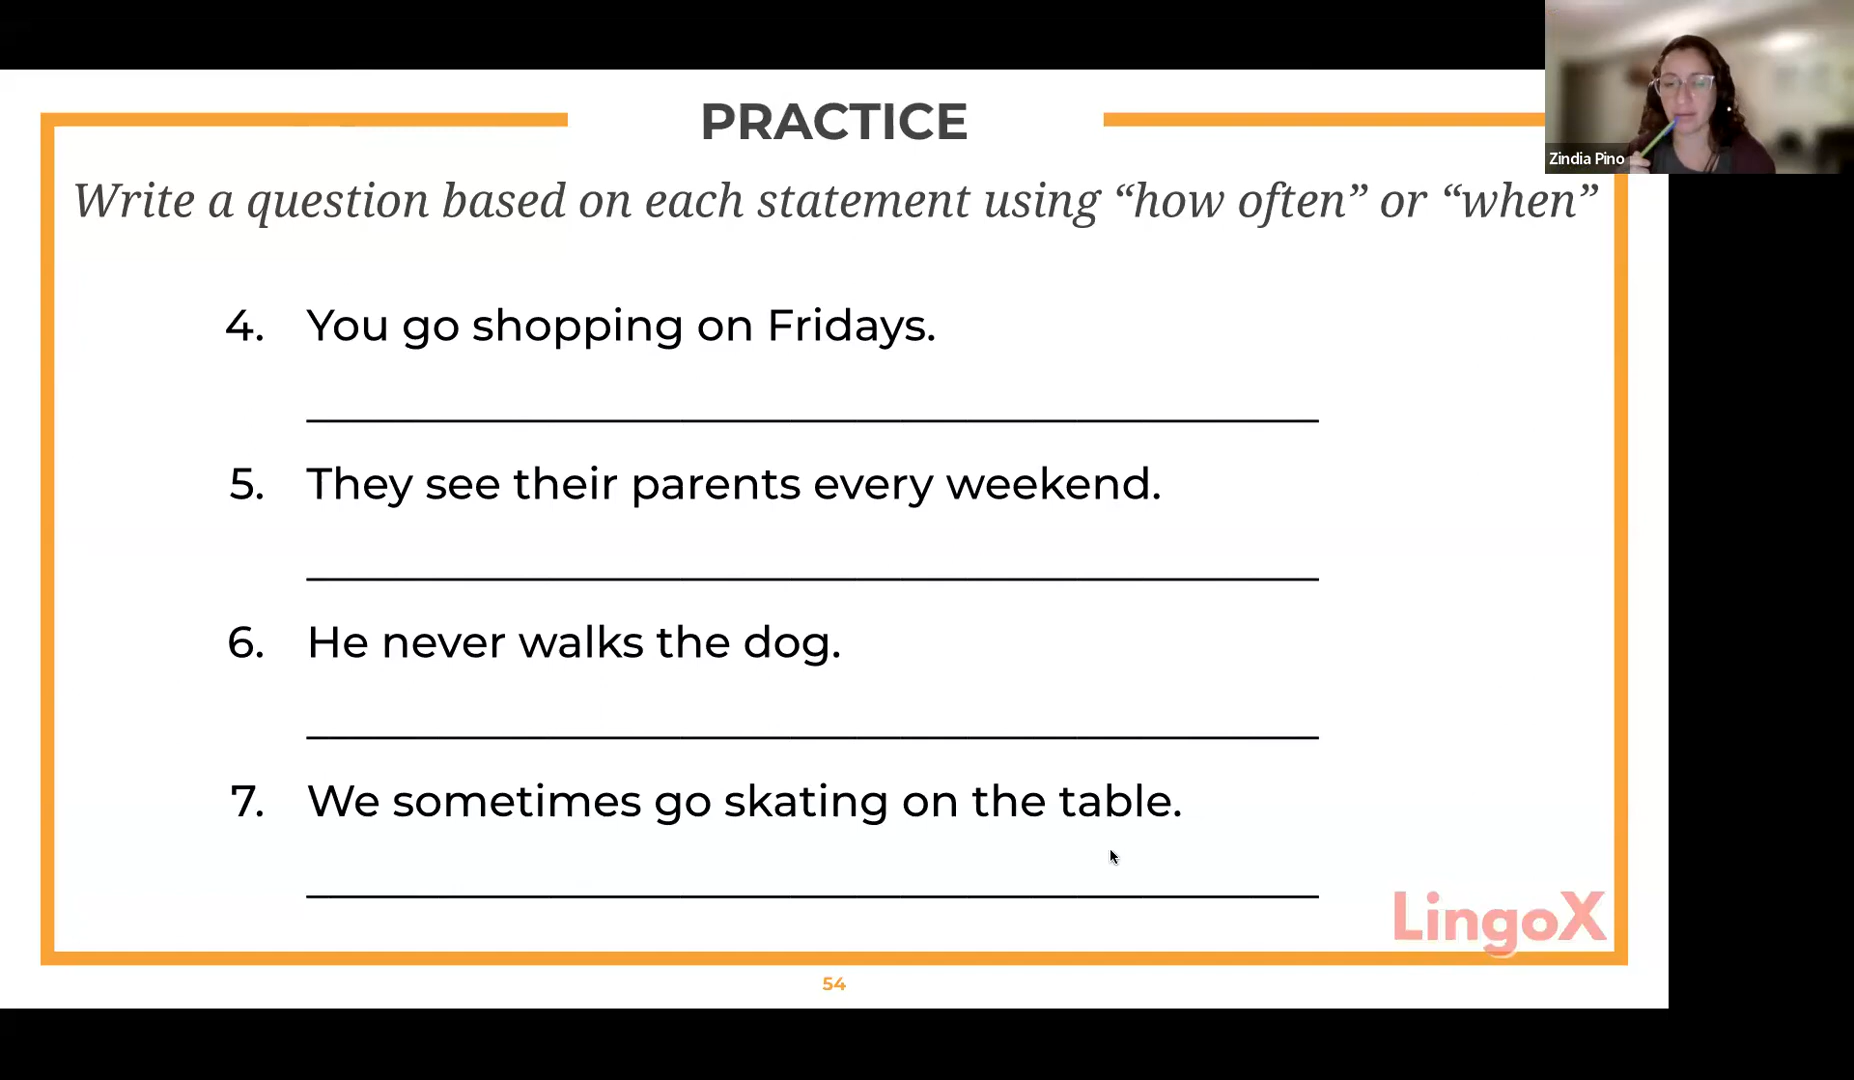 PRACTICE
Zindia Pino
Write a question based on each statement using “how often” or “when”
4. You go shopping on Fridays.
5. They see their parents every weekend.
6. He never walks the dog.
7. We sometimes go skating on the table.
LingoX
54